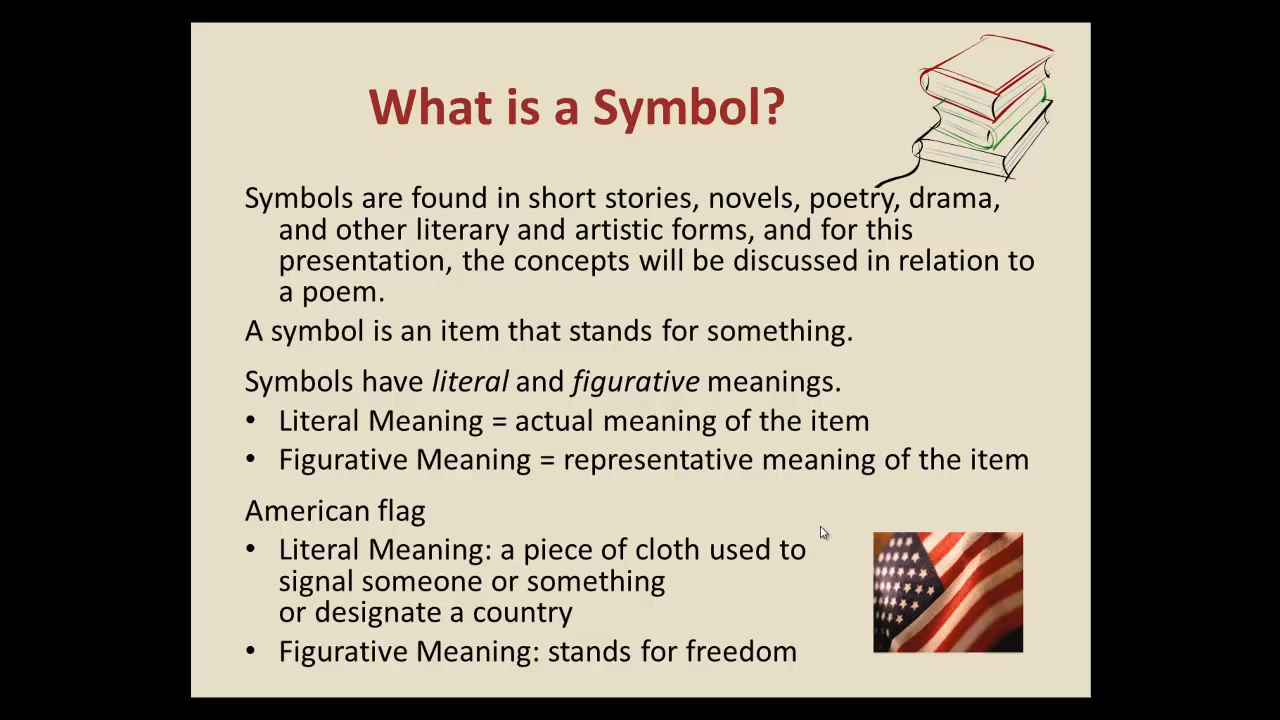 What is a Symbol?
Symbols are found in short stories, novels, poetry, drama,
and other literary and artistic forms, and for this
presentation, the concepts will be discussed in relation to
a poem.
A symbol is an item that stands for something.
Symbols have literal and figurative meanings.
• Literal Meaning = actual meaning of the item
• Figurative Meaning = representative meaning of the item
American flag
• Literal Meaning: a piece of cloth used to
signal someone or something
or designate a country
• Figurative Meaning: stands for freedom